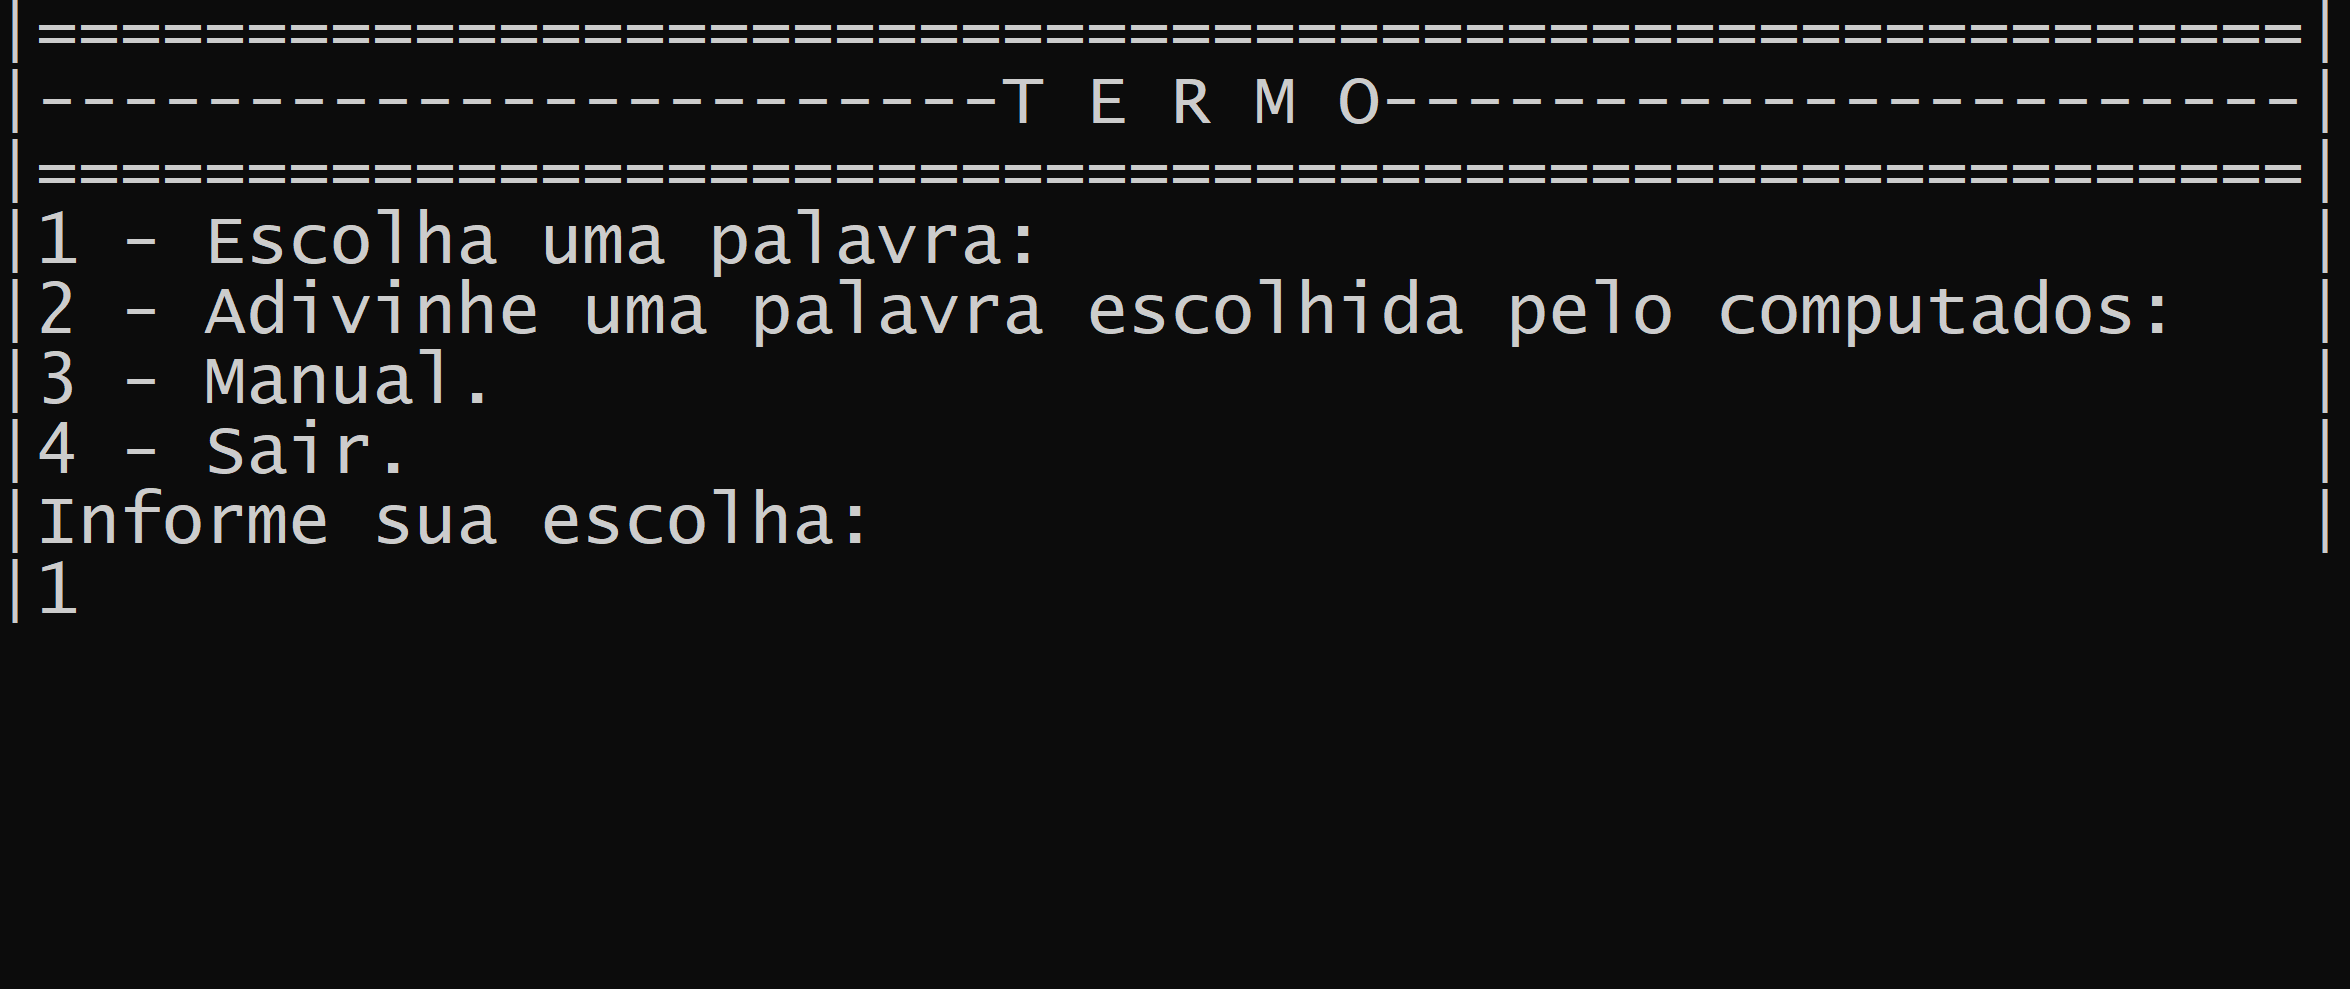 |======================================================|
|-----------------------T E R M O----------------------|
|======================================================|
|1 - Escolha uma palavra:                              |
|2 - Adivinhe uma palavra escolhida pelo computados:   |
|3 - Manual.                                           |
|4 - Sair.                                             |
|Informe sua escolha:                                  |
|1